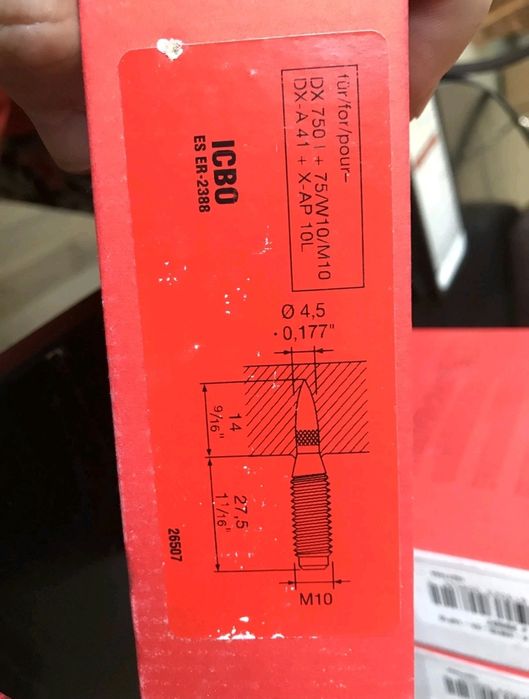 für/for/pour–
DX 750 I + 75/W10/M10
DX-A 41 + X-AP 10L
ICBO
ES ER-2388
Ø 4,5
0,177"
14
9/16"
27,5
1 1/16"
M10
26507